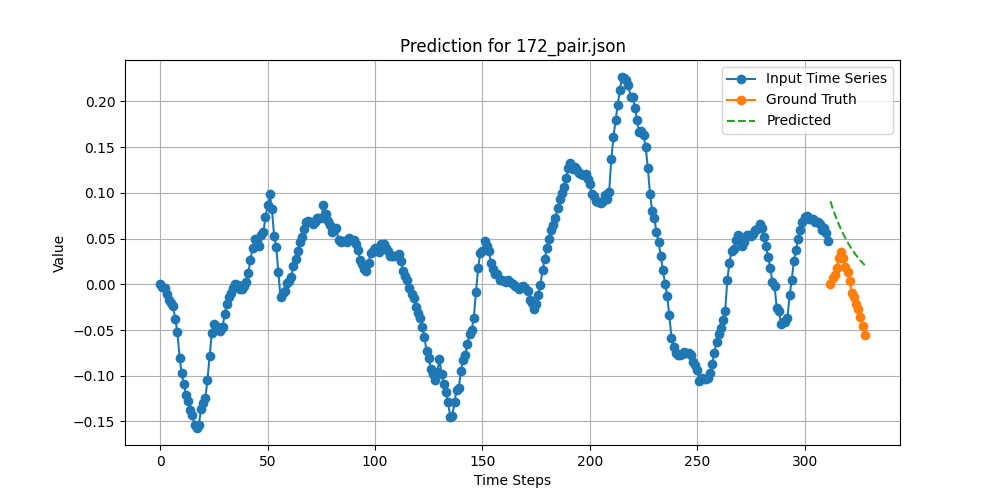 Prediction for 172_pair.json
Input Time Series
Ground Truth
Predicted
Value
0.20
0.15
0.10
0.05
0.00
−0.05
−0.10
−0.15
0 50 100 150 200 250 300
Time Steps